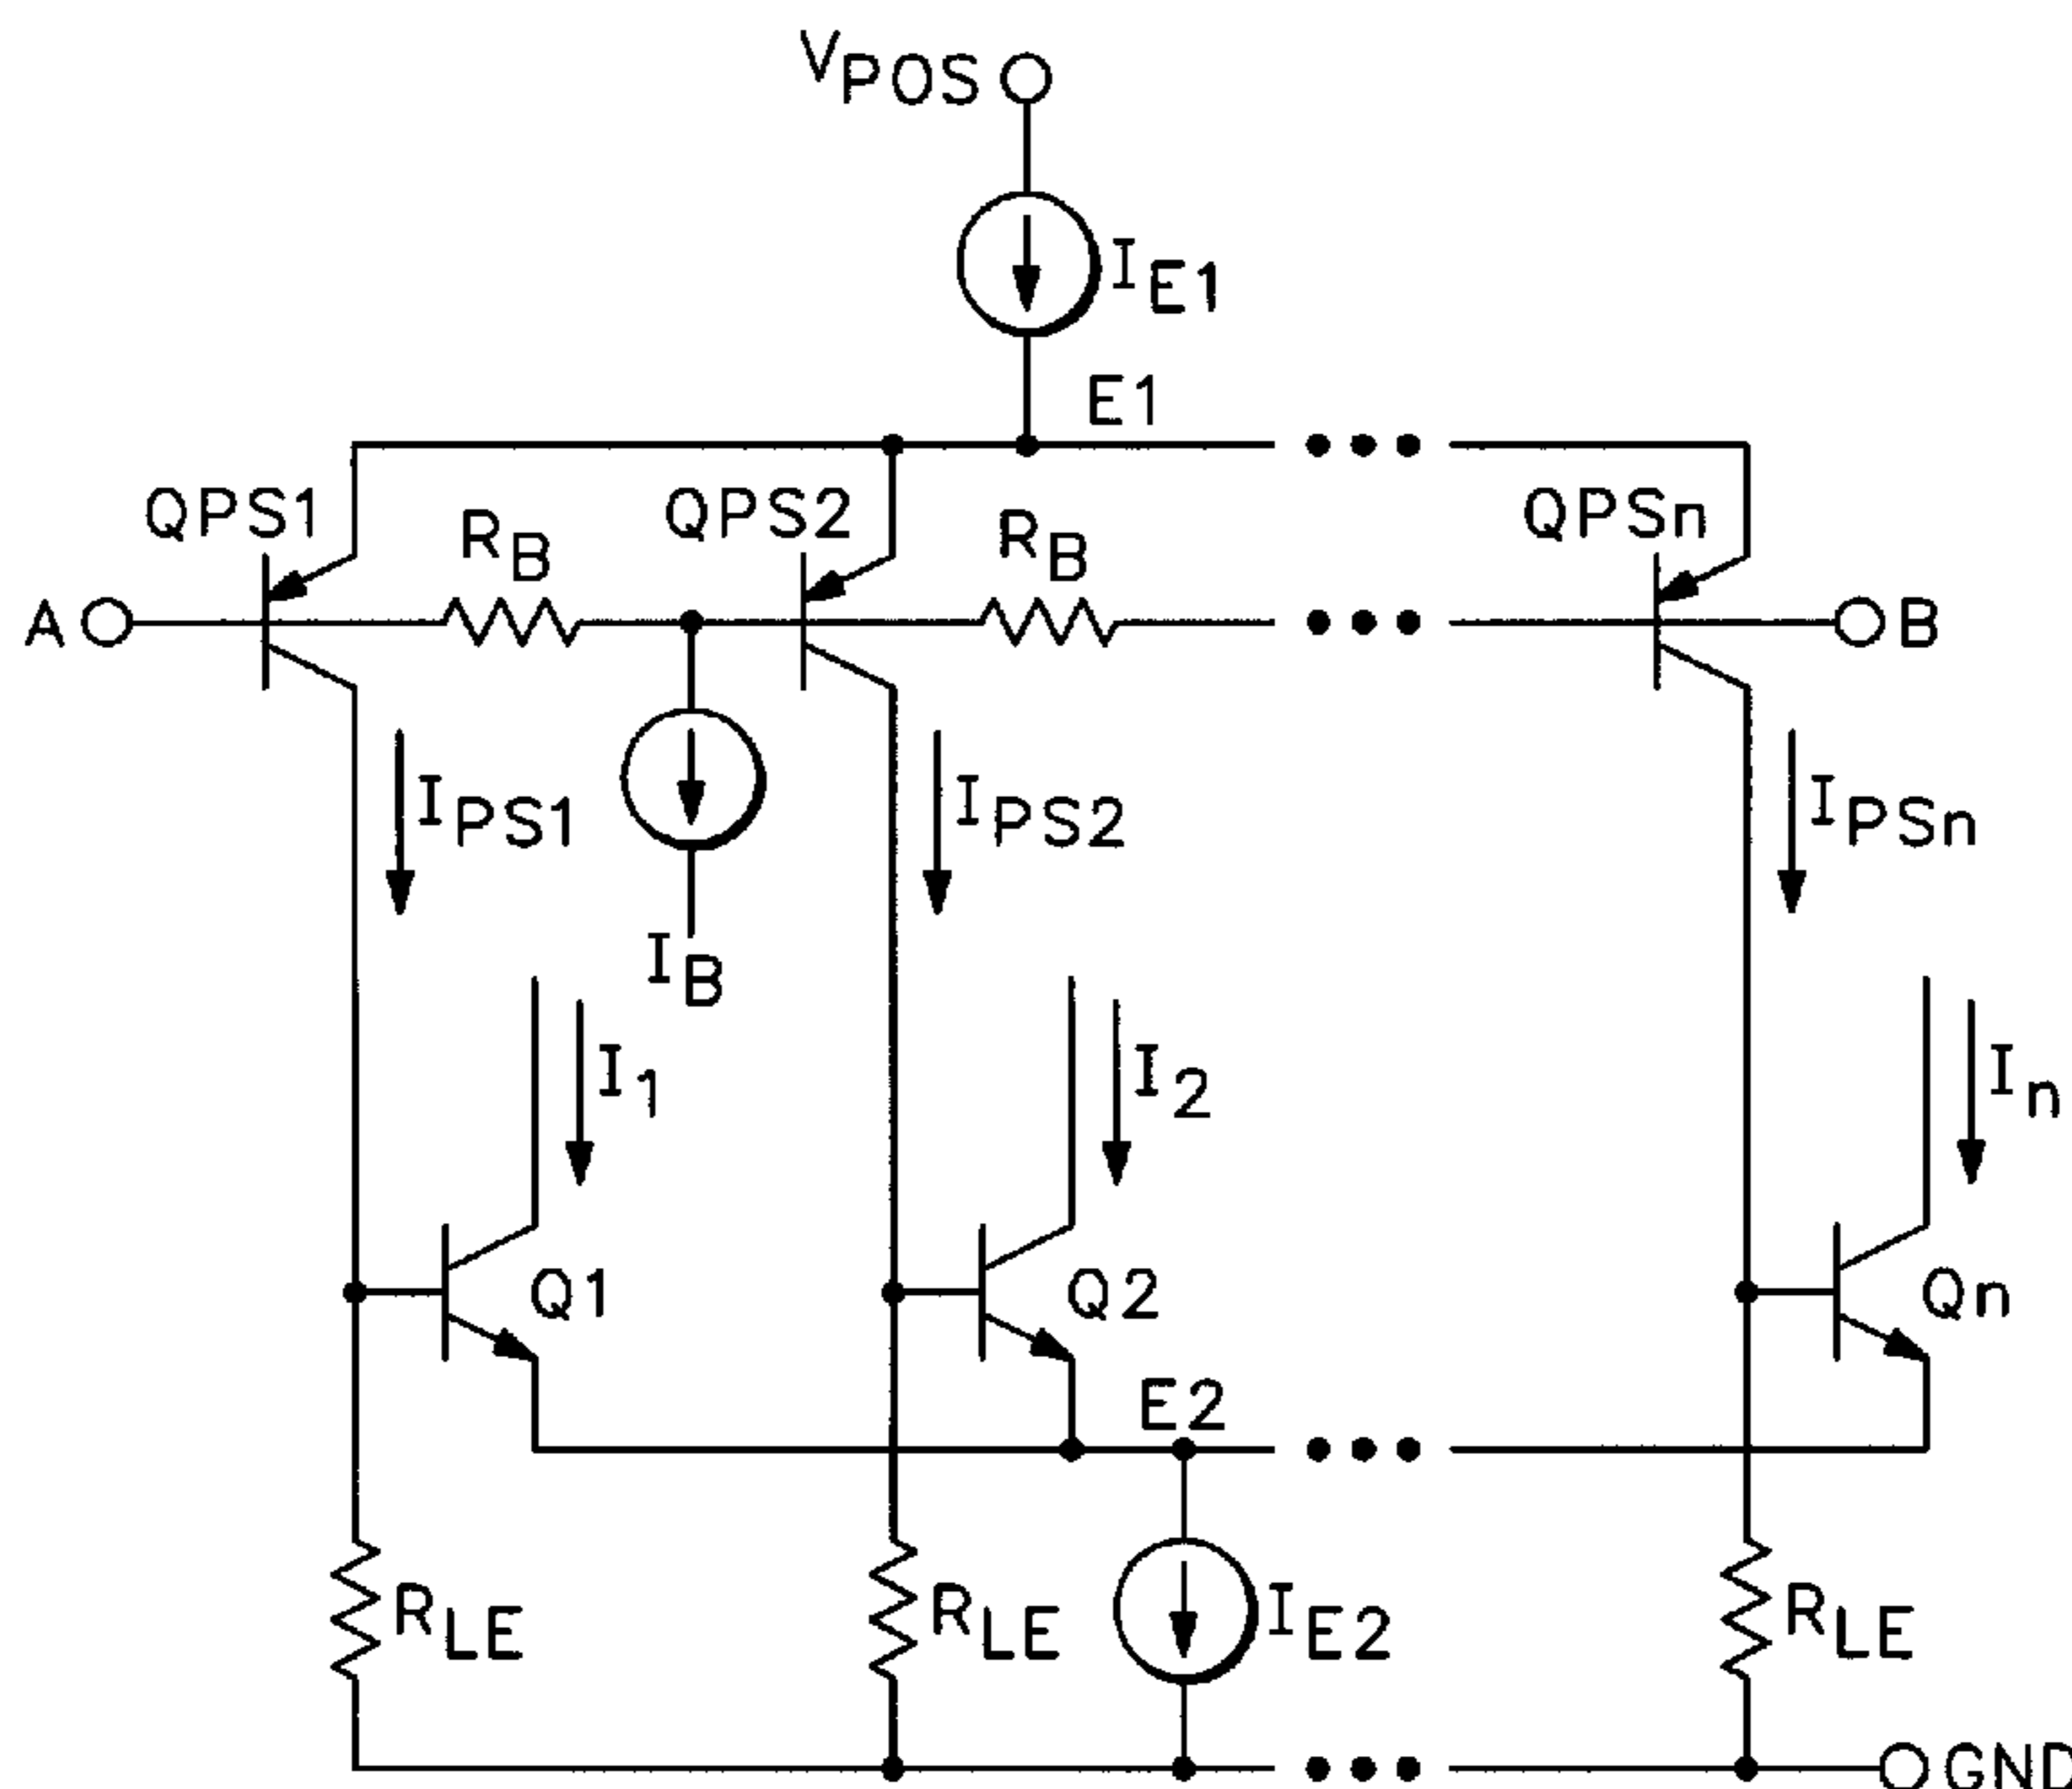 VPOS
IE1
E1
QPS1
RB
QPS2
RB
QPSn
A
B
IPS1
IPS2
IPSn
IB
I1
I2
In
Q1
Q2
Qn
E2
RLE
RLE
IE2
RLE
GND